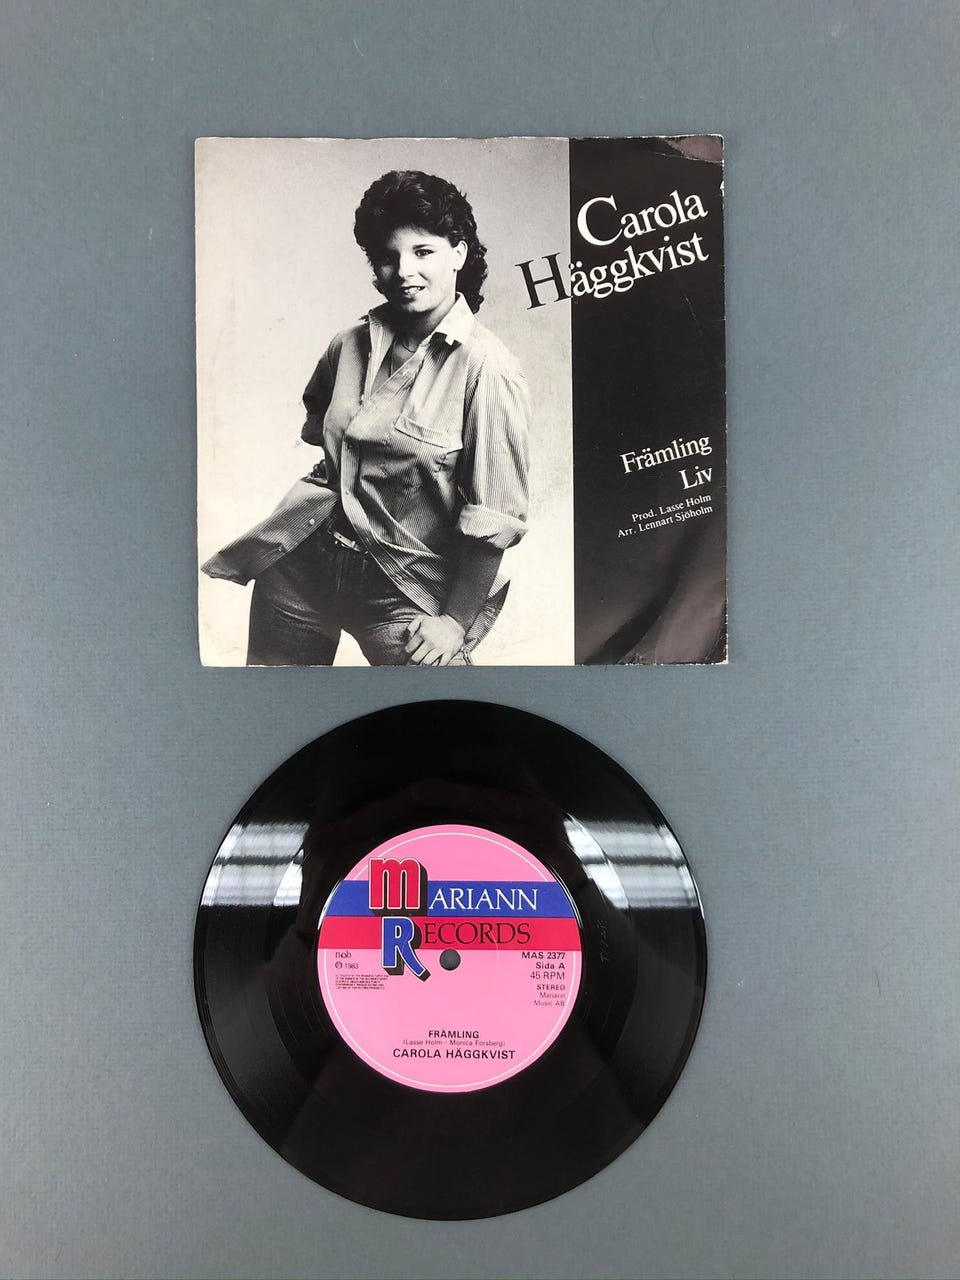 Carola
Häggkvist
Främling
Liv
Prod. Lasse Holm
Arr. Lennart Sjöholm
MARIANN
RECORDS
ncb
℗ 1983
MAS 2377
Sida A
45 RPM
STEREO
Mariann
Music AB
FRÄMLING
(Lasse Holm - Monica Forsberg)
CAROLA HÄGGKVIST